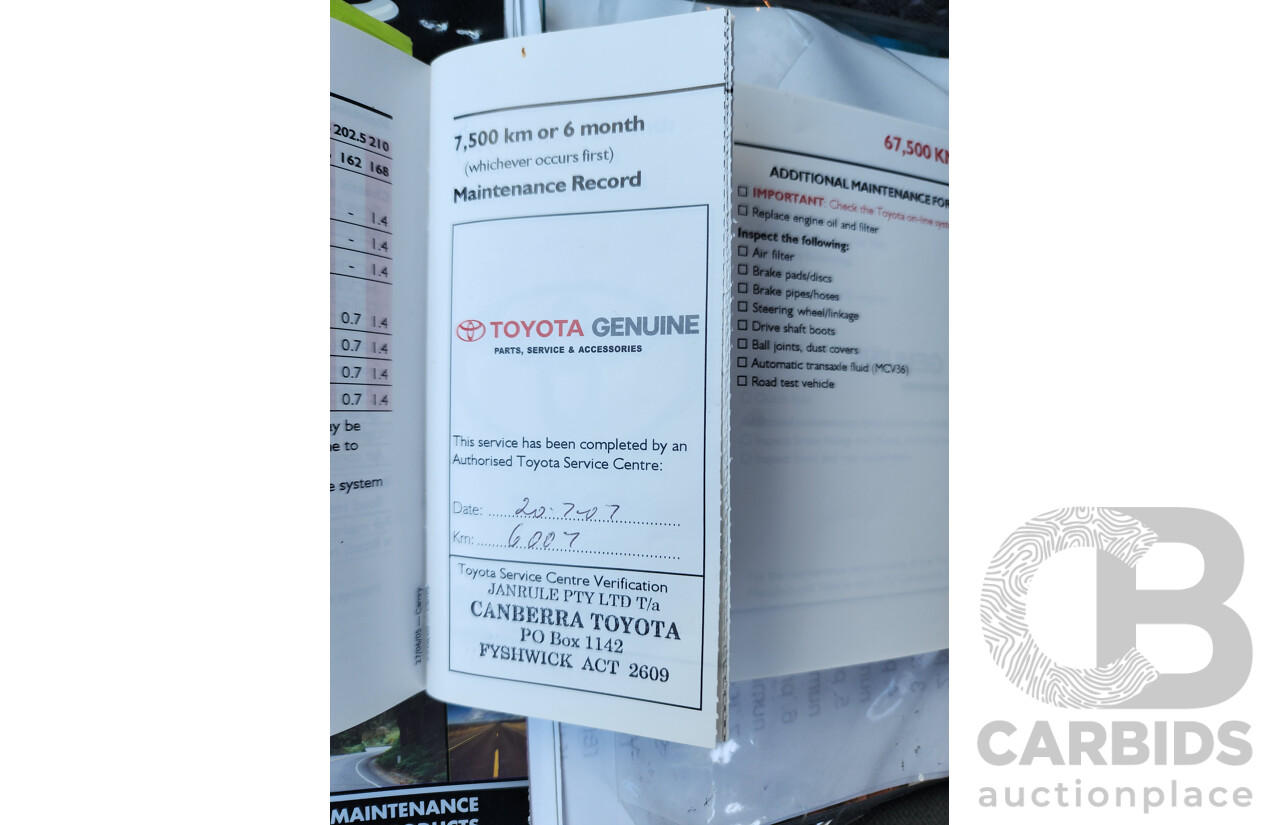 202.5 210
162 168
- 1.4
- 1.4
- 1.4
0.7 1.4
0.7 1.4
0.7 1.4
0.7 1.4
be
to
system
27/04/05 — Camry
7,500 km or 6 month
(whichever occurs first)
Maintenance Record
TOYOTA GENUINE
PARTS, SERVICE & ACCESSORIES
This service has been completed by an
Authorised Toyota Service Centre:
Date: 20.7.07
Km: 6007
Toyota Service Centre Verification
JANRULE PTY LTD T/a
CANBERRA TOYOTA
PO Box 1142
FYSHWICK ACT 2609
67,500
ADDITIONAL MAINTENANCE FOR
IMPORTANT: Check the Toyota on-line
Replace engine oil and filter
Inspect the following:
Air filter
Brake pads/discs
Brake pipes/hoses
Steering wheel/linkage
Drive shaft boots
Ball joints, dust covers
Automatic transaxle fluid (MCV36)
Road test vehicle
MAINTENANCE
CB
CARBIDS
auctionplace